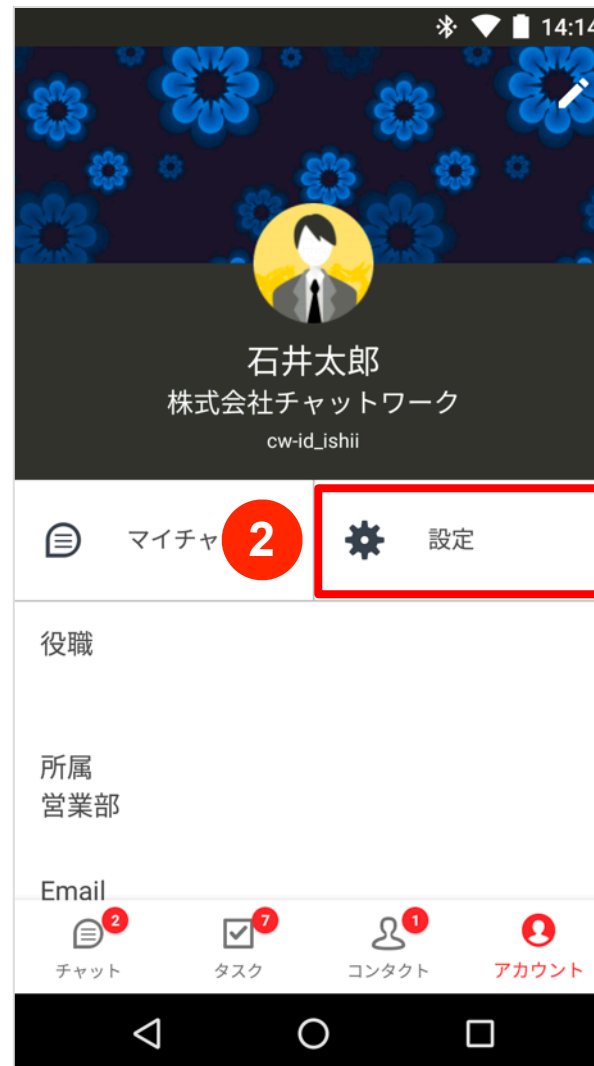 14:14
石井太郎
株式会社チャットワーク
cw-id_ishii
マイチャ
2
設定
役職
所属
営業部
Email
2
7
1
チャット
タスク
コンタクト
アカウント